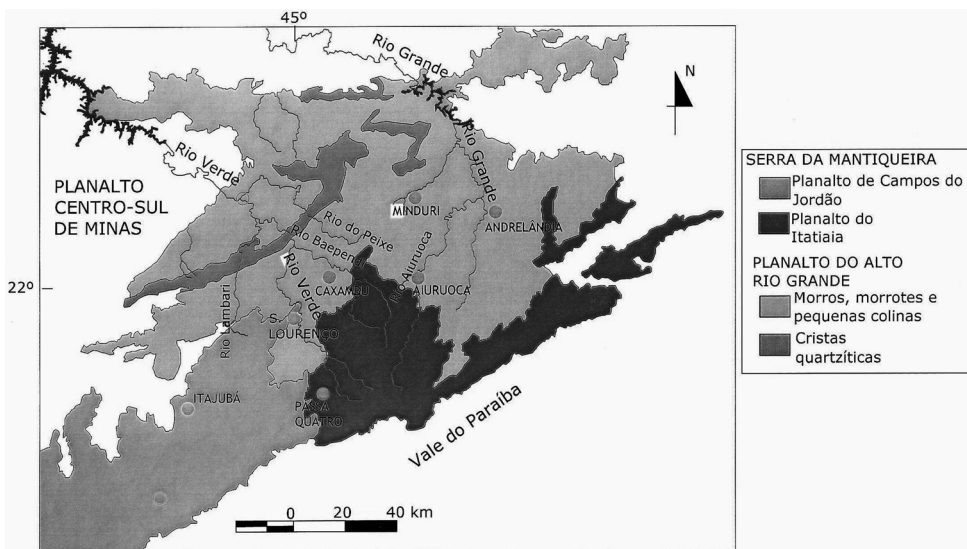 45º
Rio Grande
N
Rio Grande
Rio Verde
PLANALTO
CENTRO-SUL
DE MINAS
MINDURI
ANDRELÂNDIA
Rio do Peixe
Rio Baependi
Rio Aiuruoca
Rio Verde
22º
CAXAMBU
AIURUOCA
Rio Lambari
S.
LOURENÇO
ITAJUBÁ
PASSA
QUATRO
Vale do Paraíba
20
0
20
40 km
SERRA DA MANTIQUEIRA
Planalto de Campos do
Jordão
Planalto do
Itatiaia
PLANALTO DO ALTO
RIO GRANDE
Morros, morrotes e
pequenas colinas
Cristas
quartzíticas